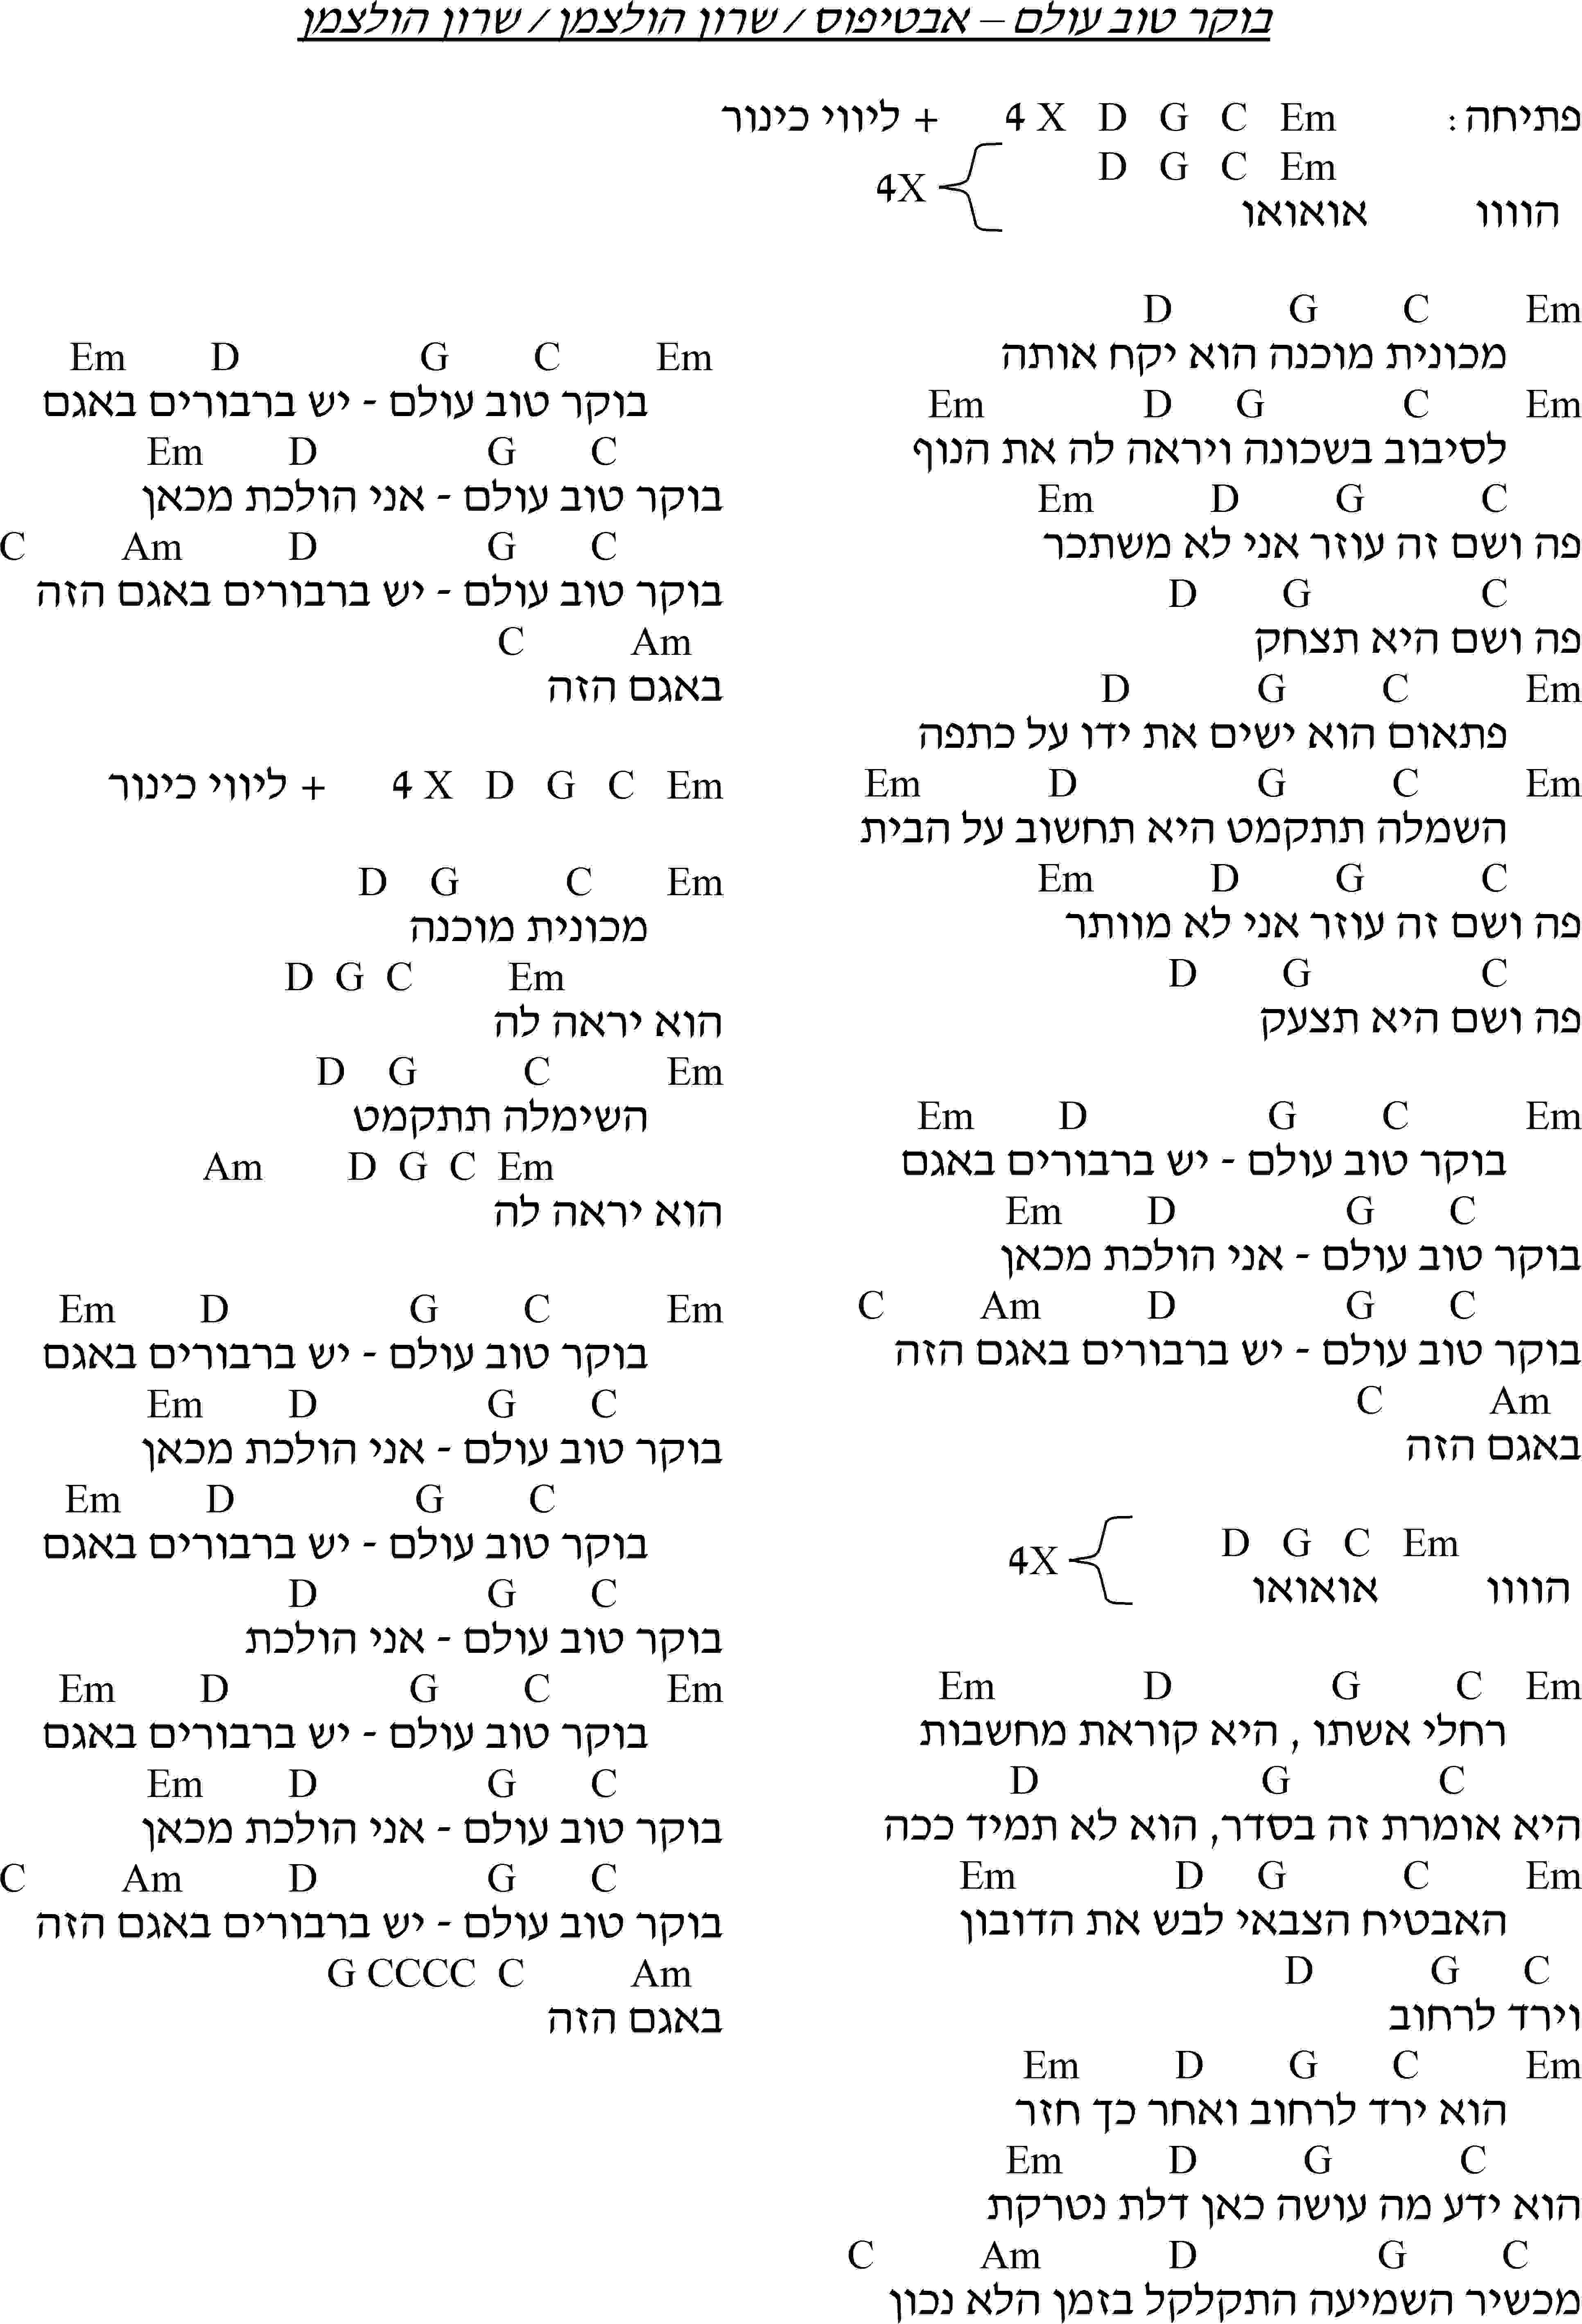 בוקר טוב עולם – אבטיפוס / שרון הולצמן / שרון הולצמן
פתיחה: Em C G D X 4 + ליווי כינור
Em C G D
4X
הוווו אואואו
Em C G D
מכונית מוכנה הוא יקח אותה
Em C G D Em
לסיבוב בשכונה ויראה לה את הנוף
C G D Em
פה ושם זה עוזר אני לא משתכר
C G D
פה ושם היא תצחק
Em C G D
פתאום הוא ישים את ידו על כתפה
Em C G D Em
השמלה תתקמט היא תחשוב על הבית
C G D Em
פה ושם זה עוזר אני לא מוותר
C G D
פה ושם היא תצעק
Em C G D Em
בוקר טוב עולם - יש ברבורים באגם
C G D Em
בוקר טוב עולם - אני הולכת מכאן
C G D Am C
בוקר טוב עולם - יש ברבורים באגם הזה
Am C
באגם הזה
Em C G D
4X
הוווו אואואו
Em C G D Em
רחלי אשתו , היא קוראת מחשבות
C G D
היא אומרת זה בסדר, הוא לא תמיד ככה
Em C G D Em
האבטיח הצבאי לבש את הדובון
C G D
וירד לרחוב
Em C G D Em
הוא ירד לרחוב ואחר כך חזר
C G D Em
הוא ידע מה עושה כאן דלת נטרקת
C G D Am C
מכשיר השמיעה התקלקל בזמן הלא נכון
Em C G D Em
בוקר טוב עולם - יש ברבורים באגם
C G D Em
בוקר טוב עולם - אני הולכת מכאן
C G D Am C
בוקר טוב עולם - יש ברבורים באגם הזה
Am C
באגם הזה
Em C G D X 4 + ליווי כינור
Em C G D
מכונית מוכנה
Em C G D
הוא יראה לה
Em C G D
השימלה תתקמט
Em C G D Am
הוא יראה לה
Em C G D Em
בוקר טוב עולם - יש ברבורים באגם
C G D Em
בוקר טוב עולם - אני הולכת מכאן
C G D Em
בוקר טוב עולם - יש ברבורים באגם
C G D
בוקר טוב עולם - אני הולכת
Em C G D Em
בוקר טוב עולם - יש ברבורים באגם
C G D Em
בוקר טוב עולם - אני הולכת מכאן
C G D Am C
בוקר טוב עולם - יש ברבורים באגם הזה
Am C CCCC G
באגם הזה